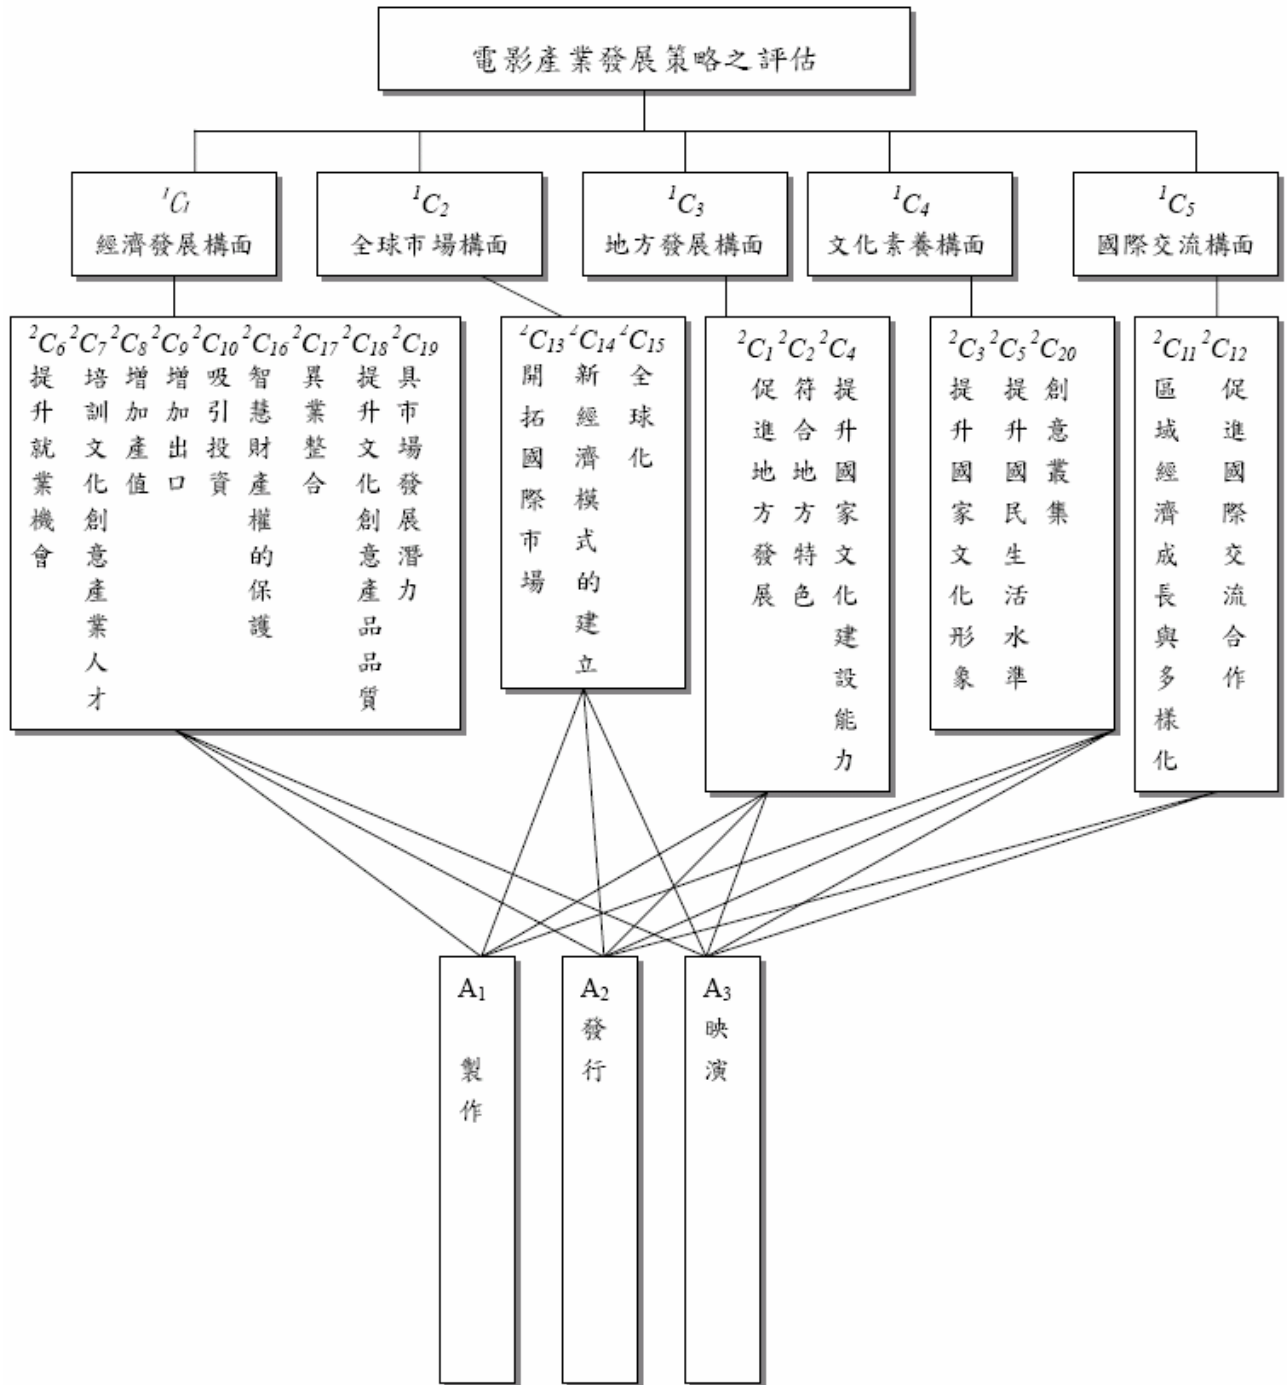 電影產業發展策略之評估
¹C₁
經濟發展構面
¹C₂
全球市場構面
¹C₃
地方發展構面
¹C₄
文化素養構面
¹C₅
國際交流構面
²C₆
提升就業機會
²C₇
培訓文化創意產業人才
²C₈
增加產值
²C₉
增加出口
²C₁₀
吸引投資
²C₁₆
智慧財產權的保護
²C₁₇
異業整合
²C₁₈
提升文化創意產品品質
²C₁₉
具市場發展潛力
²C₁₃
開拓國際市場
²C₁₄
新經濟模式的建立
²C₁₅
全球化
²C₁
促進地方發展
²C₂
符合地方特色
²C₄
提升國家文化建設能力
²C₃
提升國家文化形象
²C₅
提升國民生活水準
²C₂₀
創意叢集
²C₁₁
區域經濟成長與多樣化
²C₁₂
促進國際交流合作
A₁
製作
A₂
發行
A₃
映演